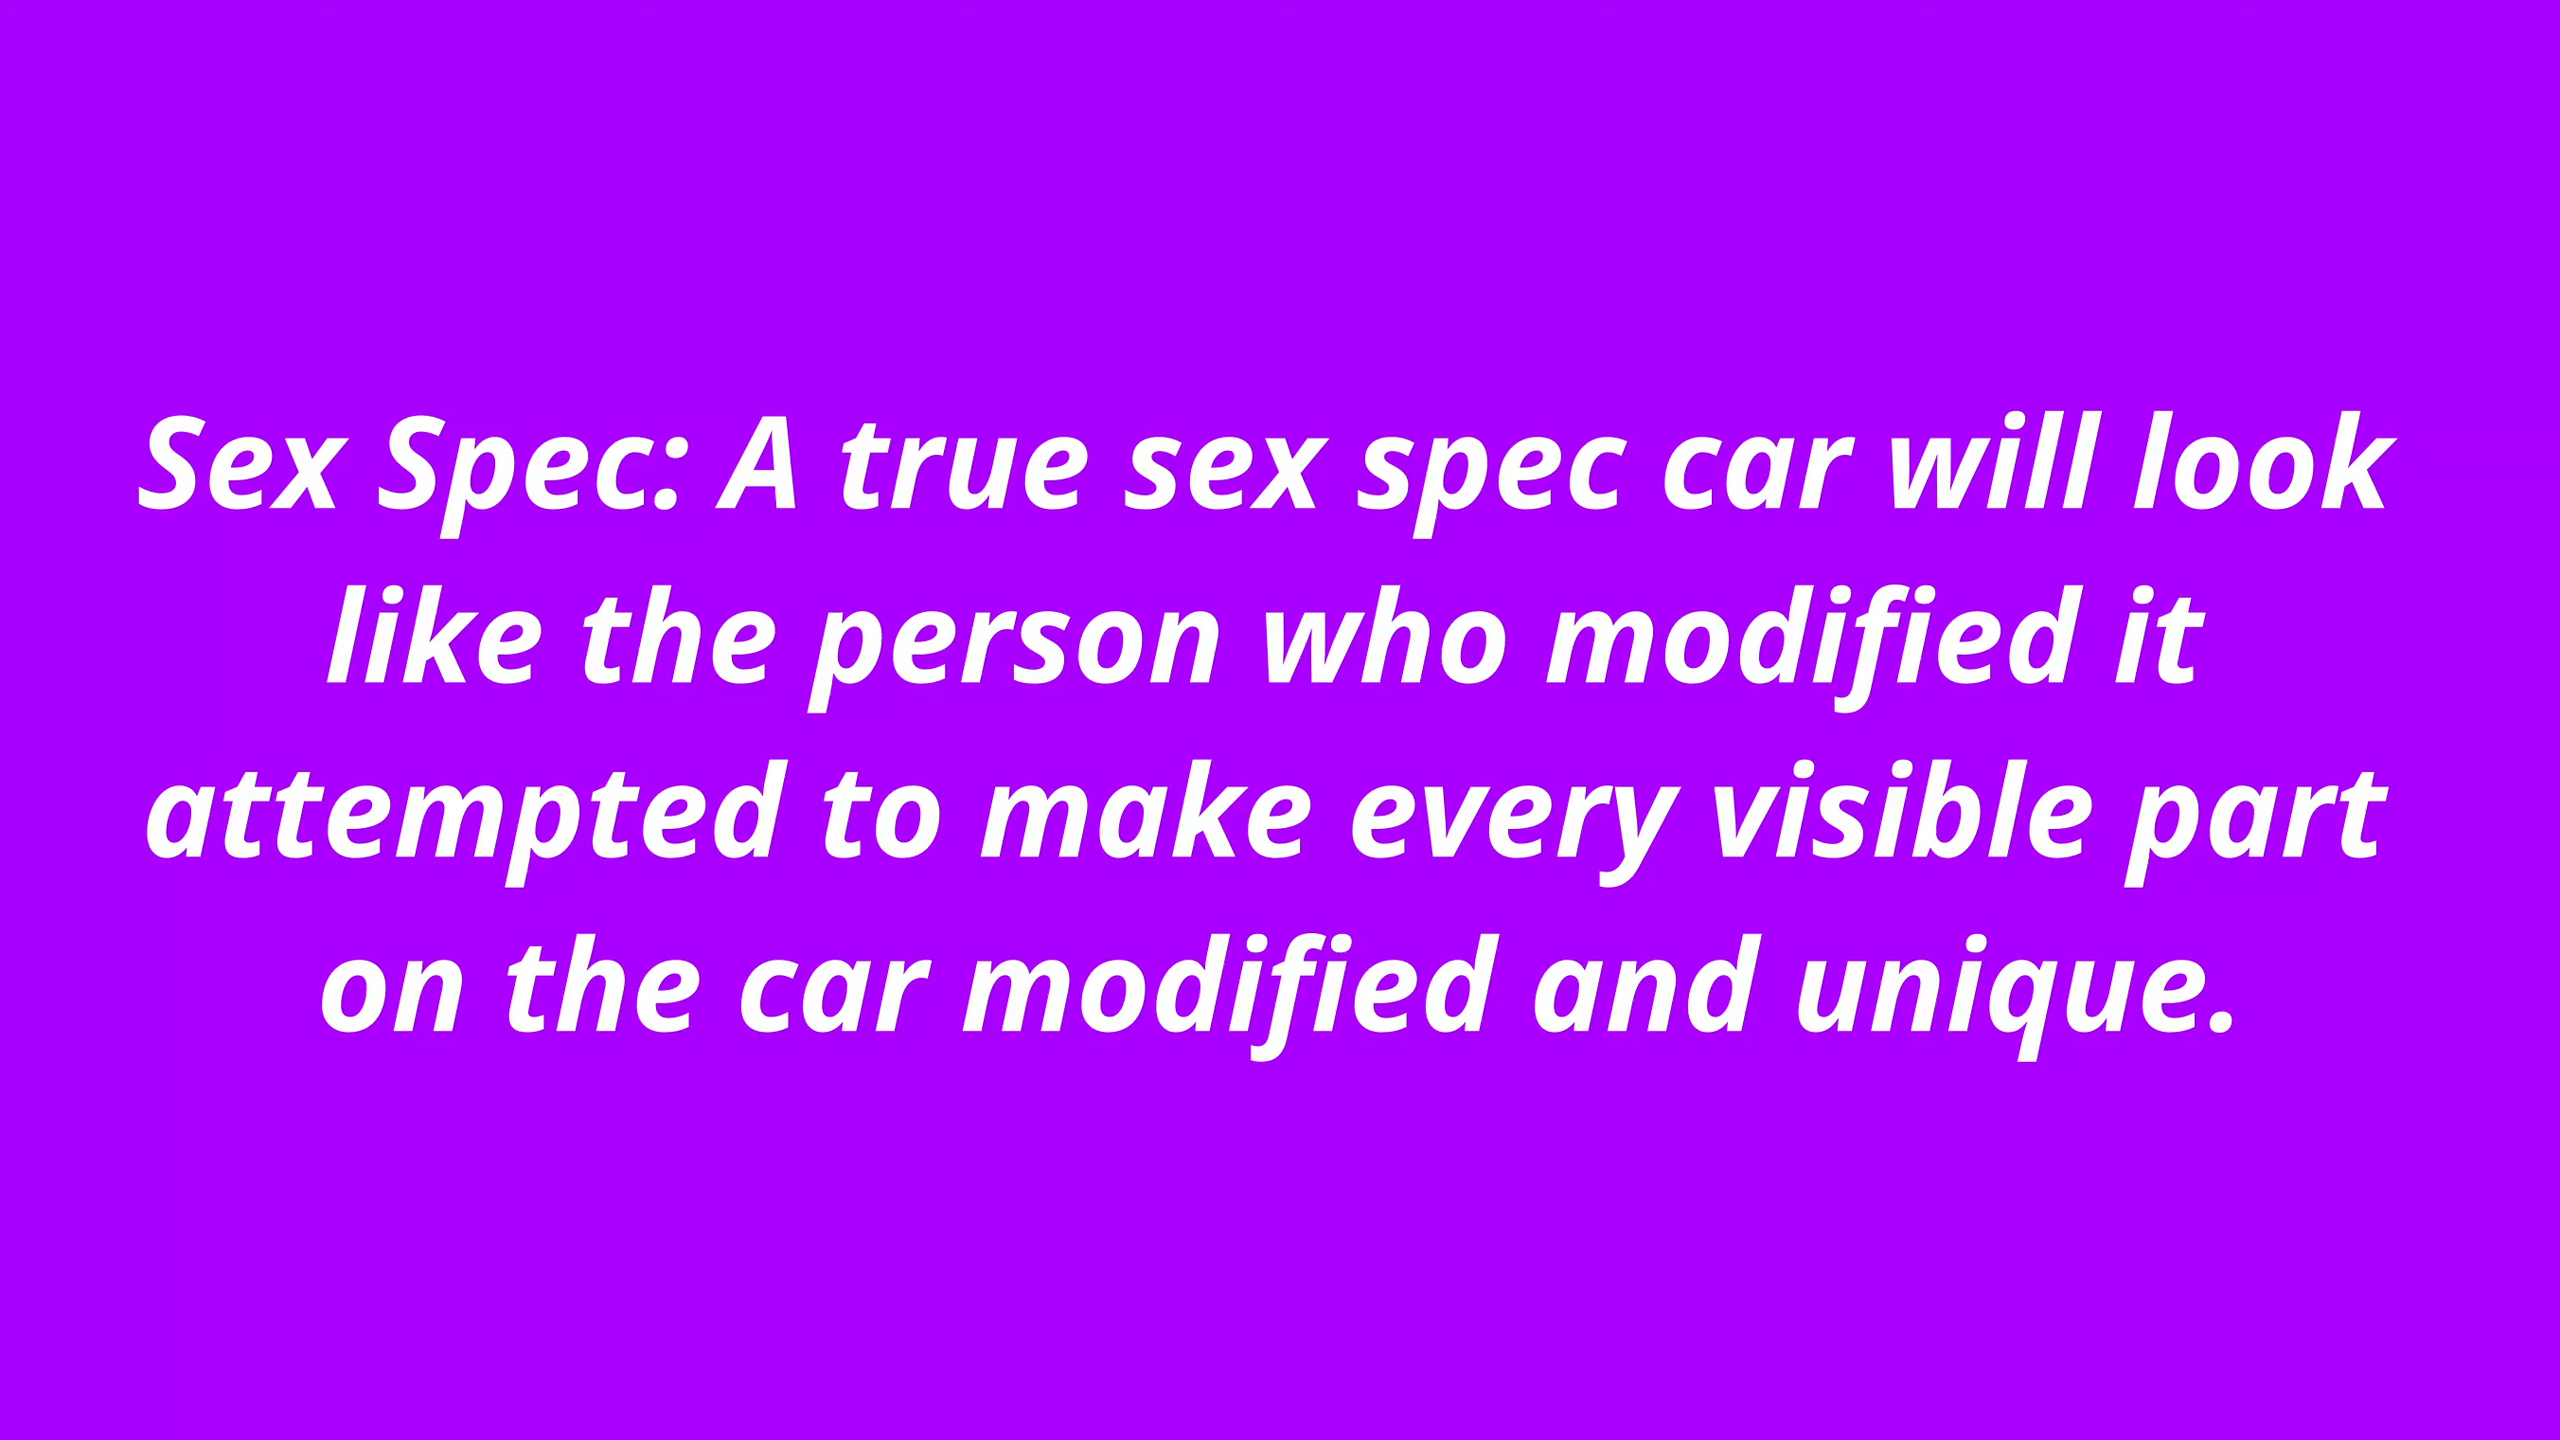 Sex Spec: A true sex spec car will look
like the person who modified it
attempted to make every visible part
on the car modified and unique.